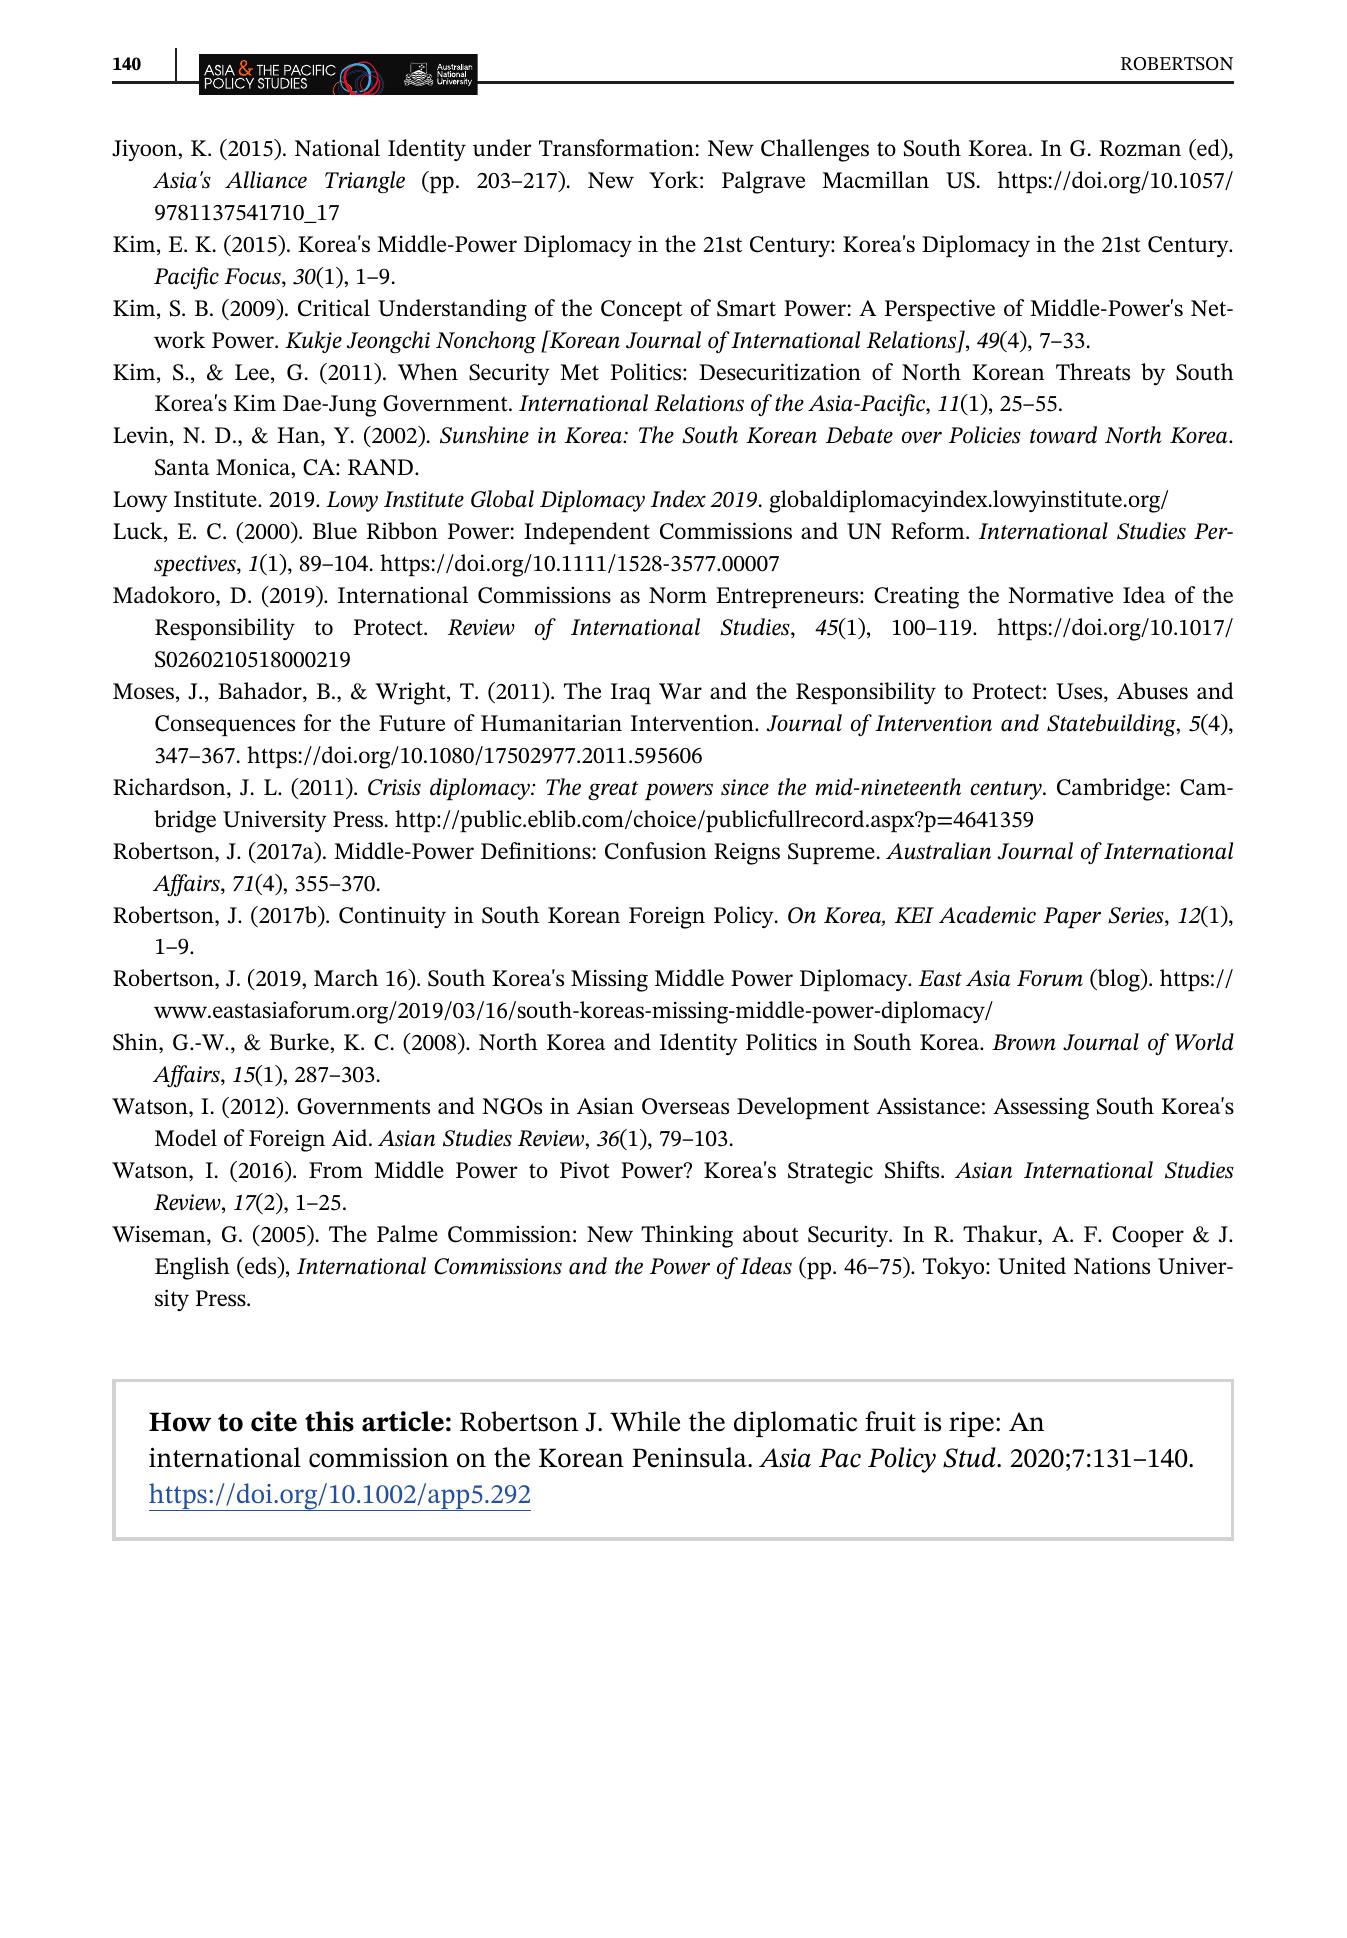 140
ASIA & THE PACIFIC
POLICY STUDIES
Australian
National
University
ROBERTSON
Jiyoon, K. (2015). National Identity under Transformation: New Challenges to South Korea. In G. Rozman (ed),
Asia's Alliance Triangle (pp. 203–217). New York: Palgrave Macmillan US. https://doi.org/10.1057/
9781137541710_17
Kim, E. K. (2015). Korea's Middle-Power Diplomacy in the 21st Century: Korea's Diplomacy in the 21st Century.
Pacific Focus, 30(1), 1–9.
Kim, S. B. (2009). Critical Understanding of the Concept of Smart Power: A Perspective of Middle-Power's Net-
work Power. Kukje Jeongchi Nonchong [Korean Journal of International Relations], 49(4), 7–33.
Kim, S., & Lee, G. (2011). When Security Met Politics: Desecuritization of North Korean Threats by South
Korea's Kim Dae-Jung Government. International Relations of the Asia-Pacific, 11(1), 25–55.
Levin, N. D., & Han, Y. (2002). Sunshine in Korea: The South Korean Debate over Policies toward North Korea.
Santa Monica, CA: RAND.
Lowy Institute. 2019. Lowy Institute Global Diplomacy Index 2019. globaldiplomacyindex.lowyinstitute.org/
Luck, E. C. (2000). Blue Ribbon Power: Independent Commissions and UN Reform. International Studies Per-
spectives, 1(1), 89–104. https://doi.org/10.1111/1528-3577.00007
Madokoro, D. (2019). International Commissions as Norm Entrepreneurs: Creating the Normative Idea of the
Responsibility to Protect. Review of International Studies, 45(1), 100–119. https://doi.org/10.1017/
S0260210518000219
Moses, J., Bahador, B., & Wright, T. (2011). The Iraq War and the Responsibility to Protect: Uses, Abuses and
Consequences for the Future of Humanitarian Intervention. Journal of Intervention and Statebuilding, 5(4),
347–367. https://doi.org/10.1080/17502977.2011.595606
Richardson, J. L. (2011). Crisis diplomacy: The great powers since the mid-nineteenth century. Cambridge: Cam-
bridge University Press. http://public.eblib.com/choice/publicfullrecord.aspx?p=4641359
Robertson, J. (2017a). Middle-Power Definitions: Confusion Reigns Supreme. Australian Journal of International
Affairs, 71(4), 355–370.
Robertson, J. (2017b). Continuity in South Korean Foreign Policy. On Korea, KEI Academic Paper Series, 12(1),
1–9.
Robertson, J. (2019, March 16). South Korea's Missing Middle Power Diplomacy. East Asia Forum (blog). https://
www.eastasiaforum.org/2019/03/16/south-koreas-missing-middle-power-diplomacy/
Shin, G.-W., & Burke, K. C. (2008). North Korea and Identity Politics in South Korea. Brown Journal of World
Affairs, 15(1), 287–303.
Watson, I. (2012). Governments and NGOs in Asian Overseas Development Assistance: Assessing South Korea's
Model of Foreign Aid. Asian Studies Review, 36(1), 79–103.
Watson, I. (2016). From Middle Power to Pivot Power? Korea's Strategic Shifts. Asian International Studies
Review, 17(2), 1–25.
Wiseman, G. (2005). The Palme Commission: New Thinking about Security. In R. Thakur, A. F. Cooper & J.
English (eds), International Commissions and the Power of Ideas (pp. 46–75). Tokyo: United Nations Univer-
sity Press.
How to cite this article: Robertson J. While the diplomatic fruit is ripe: An
international commission on the Korean Peninsula. Asia Pac Policy Stud. 2020;7:131–140.
https://doi.org/10.1002/app5.292